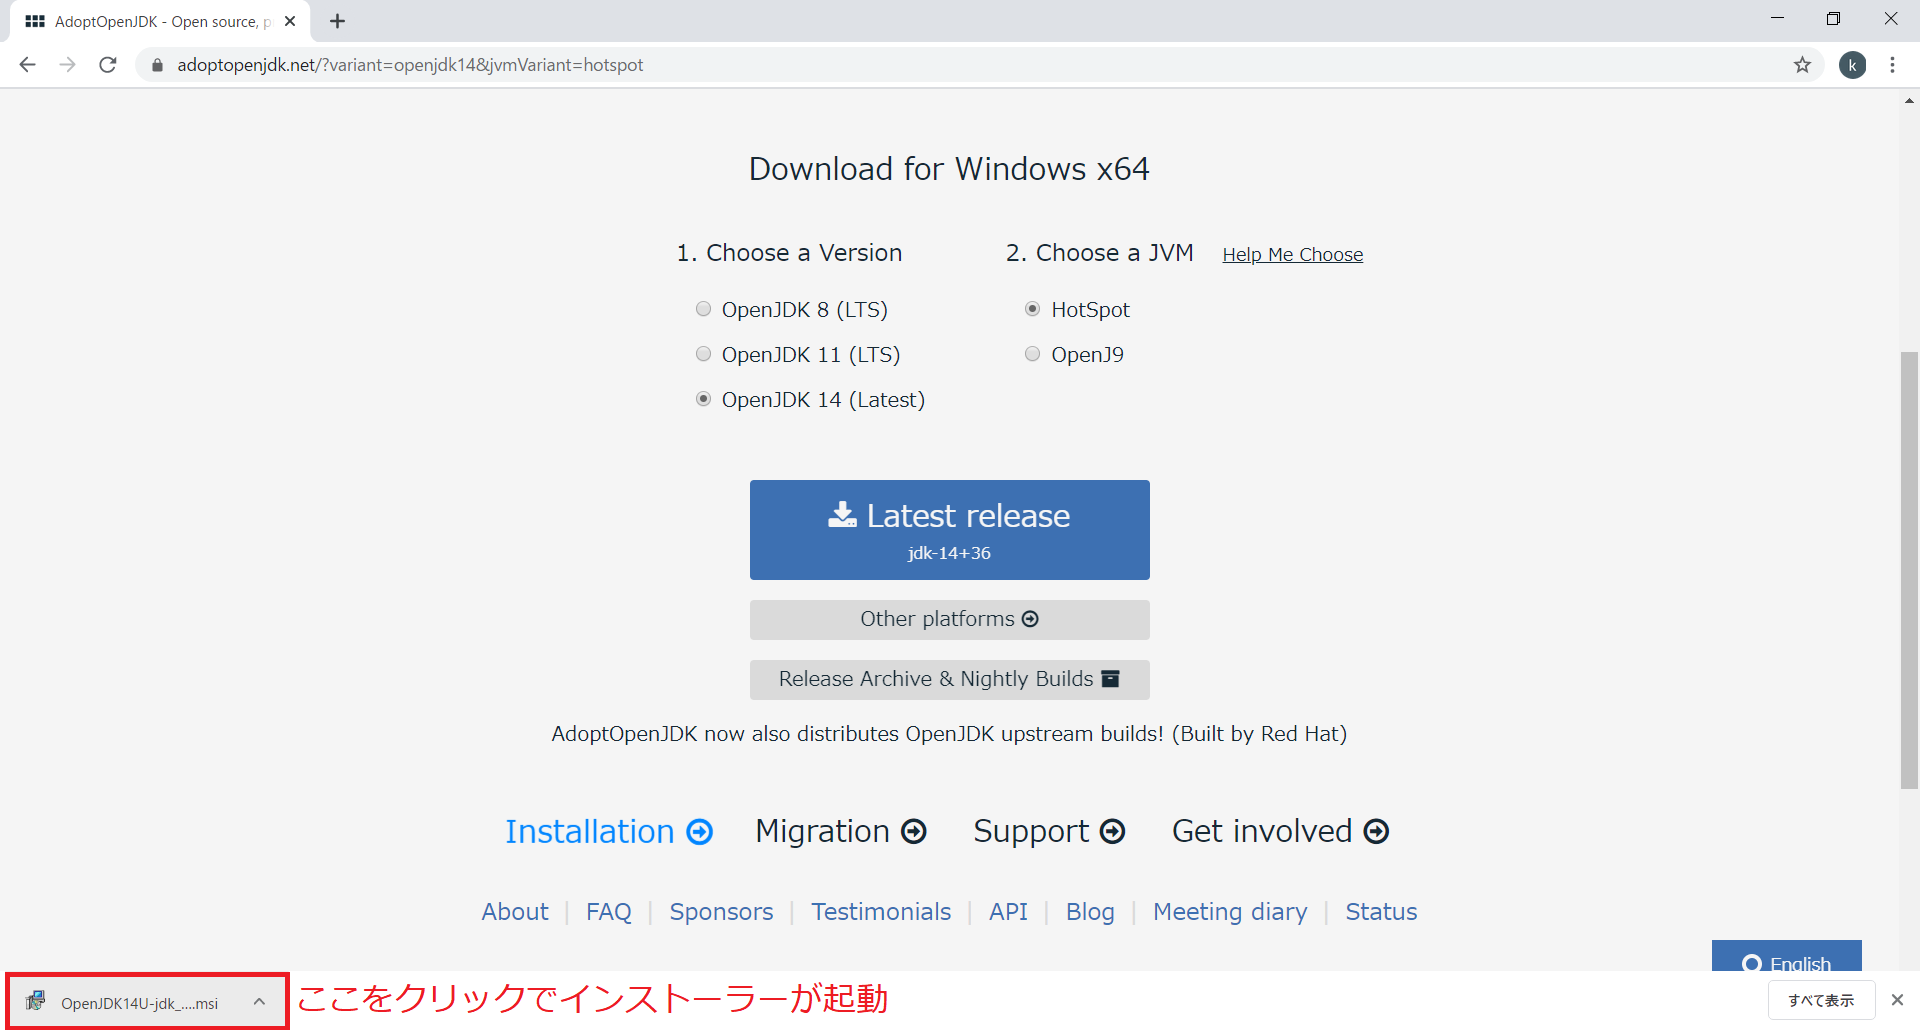 AdoptOpenJDK - Open source, p
adoptopenjdk.net/?variant=openjdk14&jvmVariant=hotspot
k
Download for Windows x64
1. Choose a Version
2. Choose a JVM
Help Me Choose
OpenJDK 8 (LTS)
HotSpot
OpenJDK 11 (LTS)
OpenJ9
OpenJDK 14 (Latest)
Latest release
jdk-14+36
Other platforms
Release Archive & Nightly Builds
AdoptOpenJDK now also distributes OpenJDK upstream builds! (Built by Red Hat)
Installation
Migration
Support
Get involved
About | FAQ | Sponsors | Testimonials | API | Blog | Meeting diary | Status
English
OpenJDK14U-jdk_....msi
ここをクリックでインストーラーが起動
すべて表示